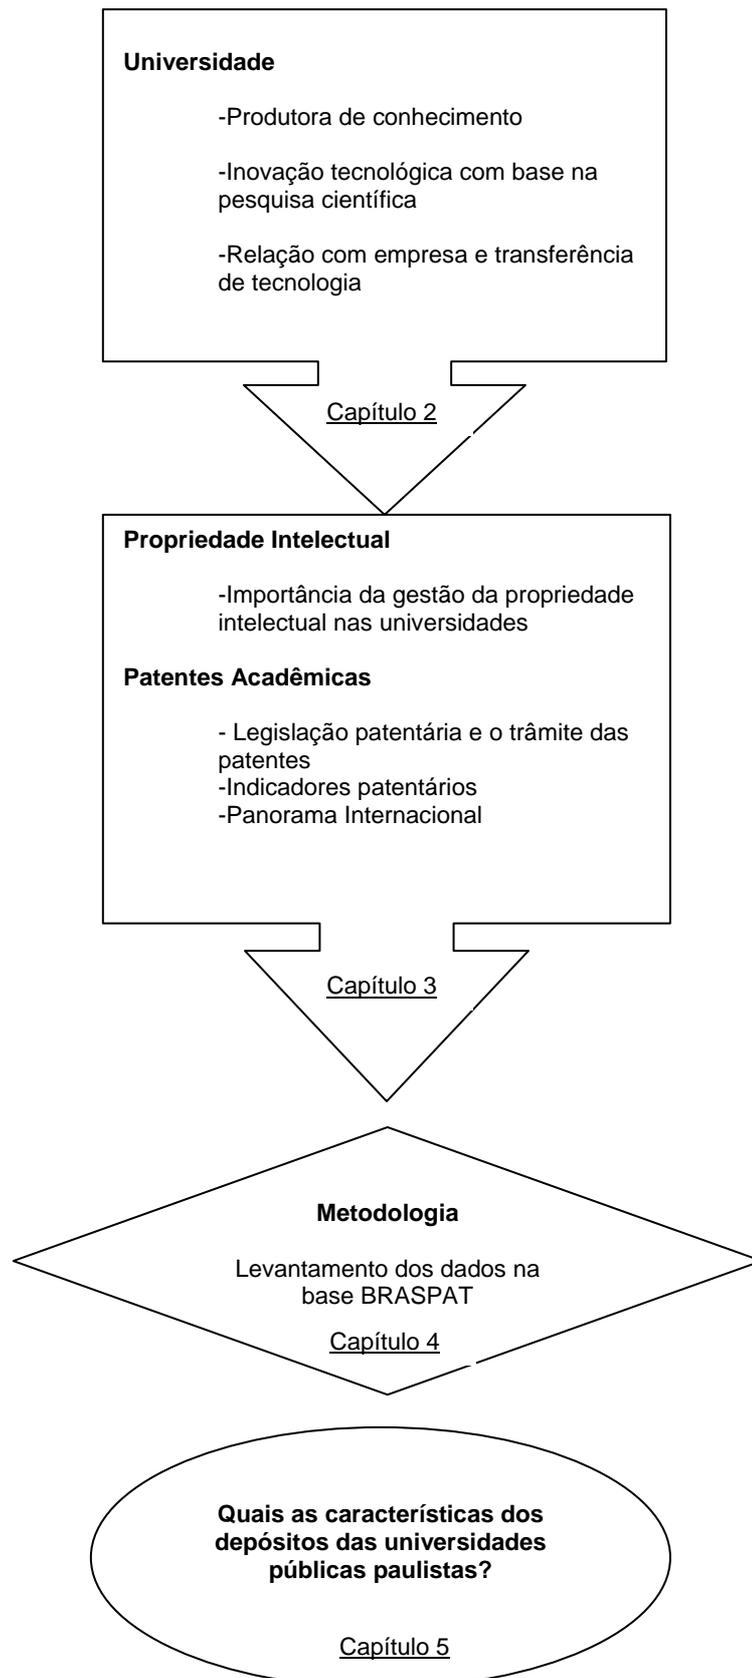 Universidade
-Produtora de conhecimento
-Inovação tecnológica com base na
pesquisa científica
-Relação com empresa e transferência
de tecnologia
Capítulo 2
Propriedade Intelectual
-Importância da gestão da propriedade
intelectual nas universidades
Patentes Acadêmicas
- Legislação patentária e o trâmite das
patentes
-Indicadores patentários
-Panorama Internacional
Capítulo 3
Metodologia
Levantamento dos dados na
base BRASPAT
Capítulo 4
Quais as características dos
depósitos das universidades
públicas paulistas?
Capítulo 5